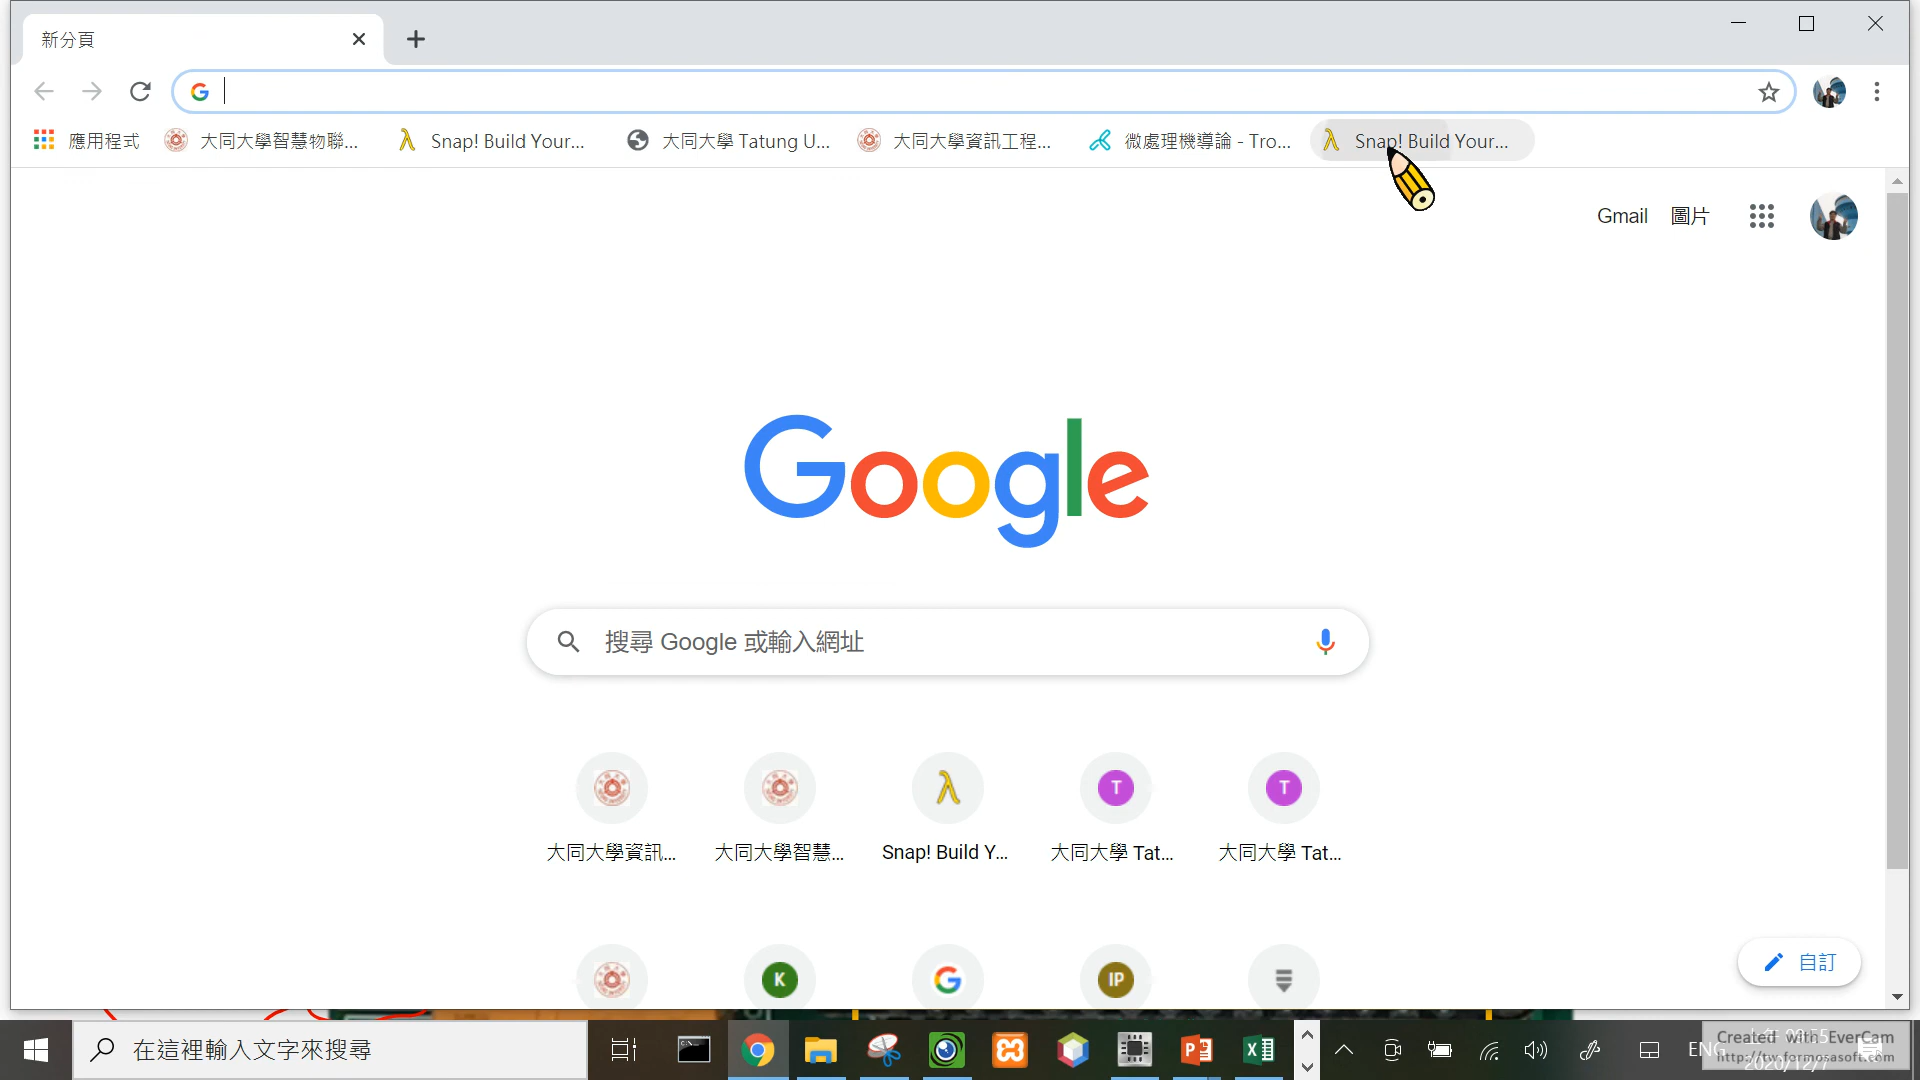 新分頁
應用程式 大同大學智慧物聯... Snap! Build Your... 大同大學 Tatung U... 大同大學資訊工程... 微處理機導論 - Tro... Snap! Build Your...
Gmail 圖片
Google
搜尋 Google 或輸入網址
T T
大同大學資訊... 大同大學智慧... Snap! Build Y... 大同大學 Tat... 大同大學 Tat...
K IP
自訂
在這裡輸入文字來搜尋
ENG
Created with EverCam
http://tw.formosasoft.com
2020/12/7